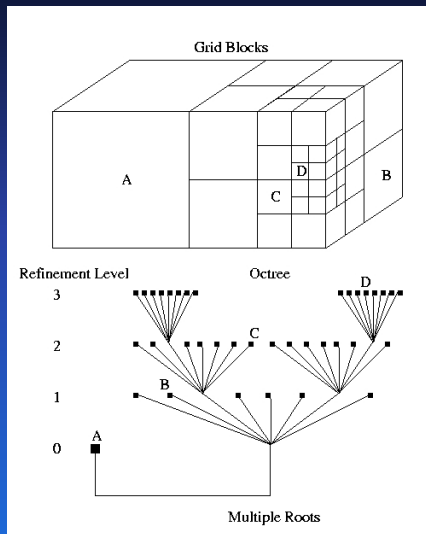 Grid Blocks
A
B
C
D
Refinement Level
Octree
D
3
2
C
1
B
0
A
Multiple Roots